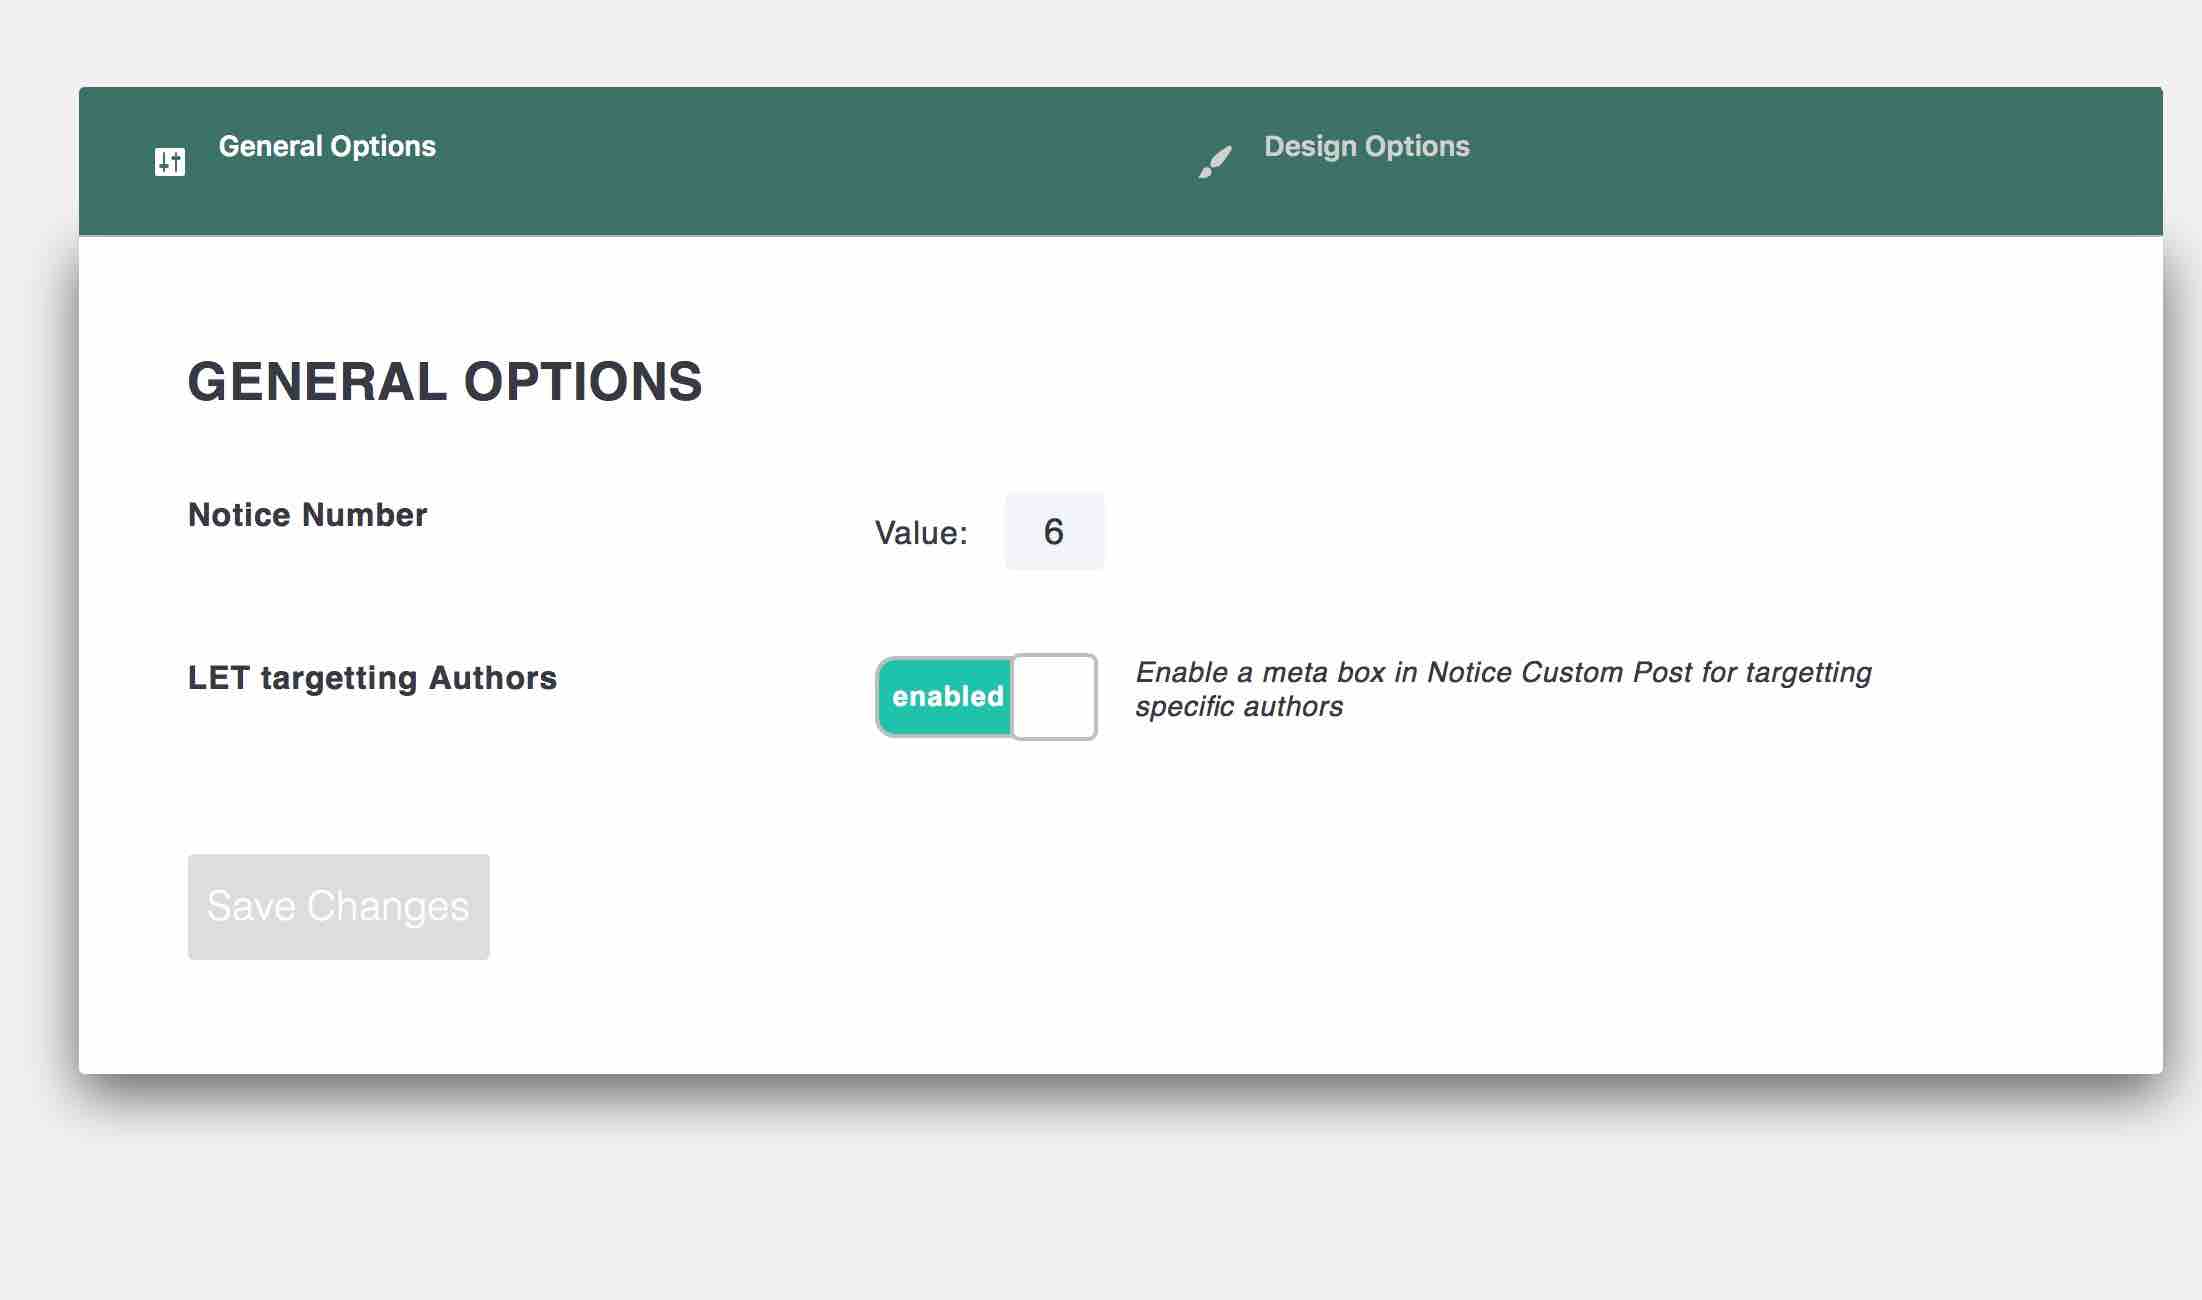 General Options
Design Options
GENERAL OPTIONS
Notice Number
Value: 6
LET targetting Authors
enabled
Enable a meta box in Notice Custom Post for targetting
specific authors
Save Changes